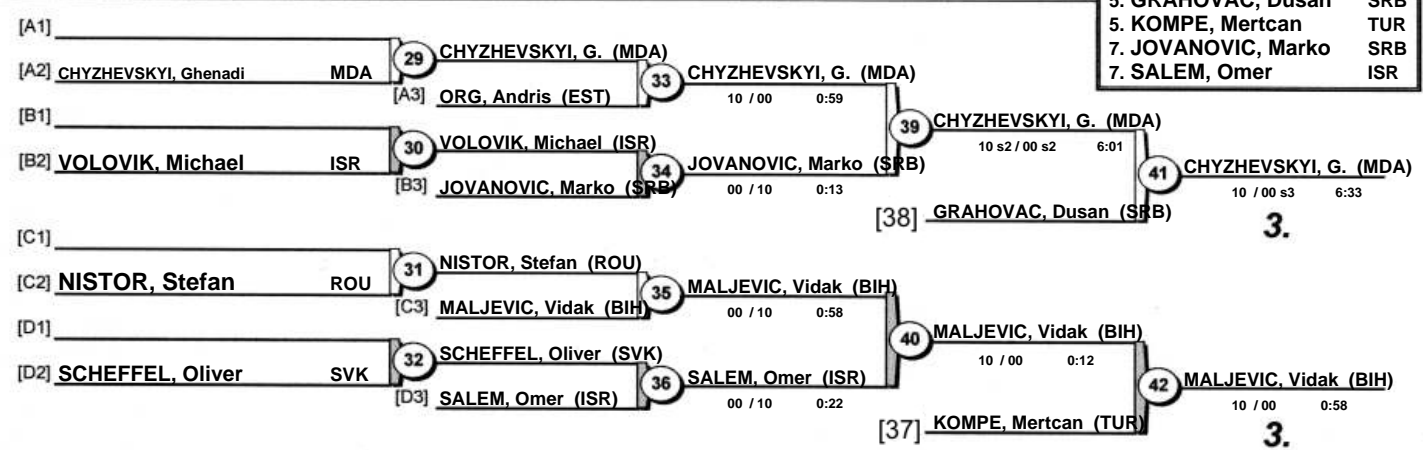 5. GRAHOVAC, Dusan SRB
5. KOMPE, Mertcan TUR
7. JOVANOVIC, Marko SRB
7. SALEM, Omer ISR
[A1]
[A2] CHYZHEVSKYI, Ghenadi MDA
29 CHYZHEVSKYI, G. (MDA)
[A3] ORG, Andris (EST)
33 CHYZHEVSKYI, G. (MDA)
10 / 00 0:59
[B1]
[B2] VOLOVIK, Michael ISR
30 VOLOVIK, Michael (ISR)
[B3] JOVANOVIC, Marko (SRB)
34 JOVANOVIC, Marko (SRB)
00 / 10 0:13
39 CHYZHEVSKYI, G. (MDA)
10 s2 / 00 s2 6:01
[38] GRAHOVAC, Dusan (SRB)
41 CHYZHEVSKYI, G. (MDA)
10 / 00 s3 6:33
3.
[C1]
[C2] NISTOR, Stefan ROU
31 NISTOR, Stefan (ROU)
[C3] MALJEVIC, Vidak (BIH)
35 MALJEVIC, Vidak (BIH)
00 / 10 0:58
[D1]
[D2] SCHEFFEL, Oliver SVK
32 SCHEFFEL, Oliver (SVK)
[D3] SALEM, Omer (ISR)
36 SALEM, Omer (ISR)
00 / 10 0:22
40 MALJEVIC, Vidak (BIH)
10 / 00 0:12
[37] KOMPE, Mertcan (TUR)
42 MALJEVIC, Vidak (BIH)
10 / 00 0:58
3.